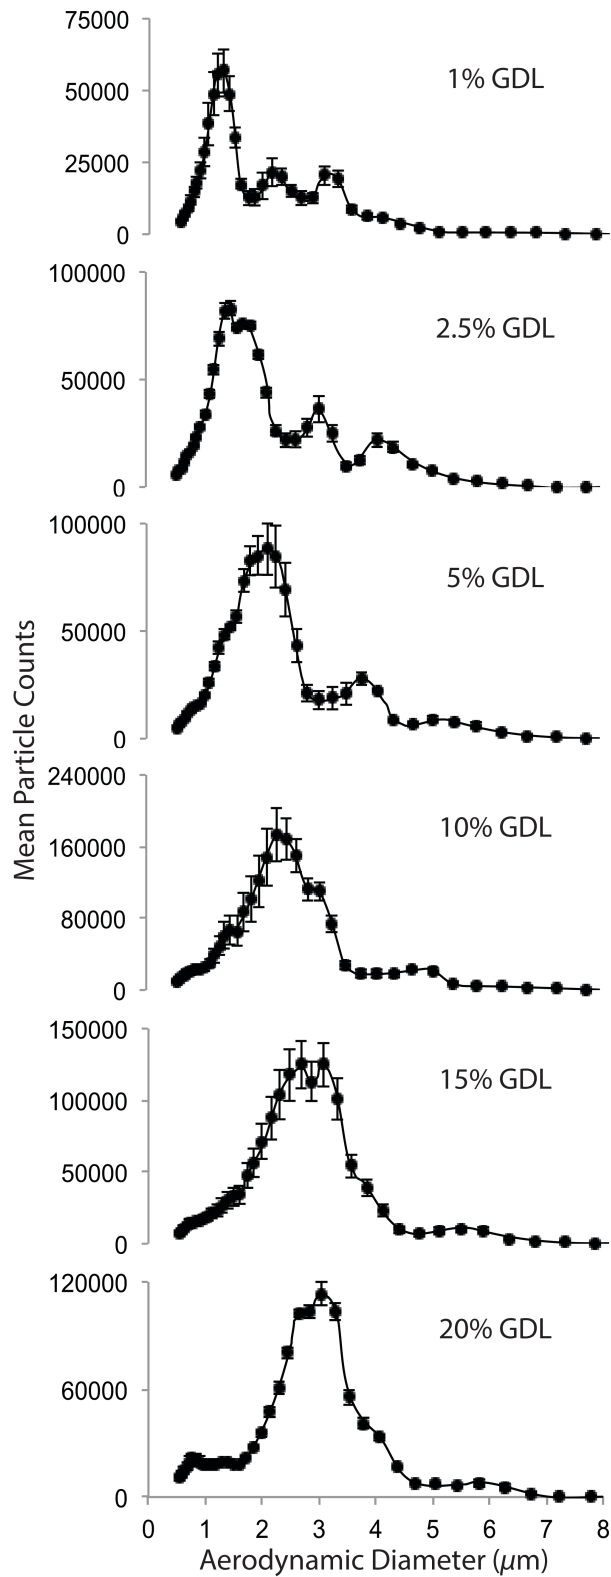 75000
50000
25000
0
1% GDL
100000
50000
0
2.5% GDL
100000
50000
0
5% GDL
240000
160000
80000
0
10% GDL
150000
100000
50000
0
15% GDL
120000
60000
0
20% GDL
Mean Particle Counts
0 1 2 3 4 5 6 7 8
Aerodynamic Diameter (µm)